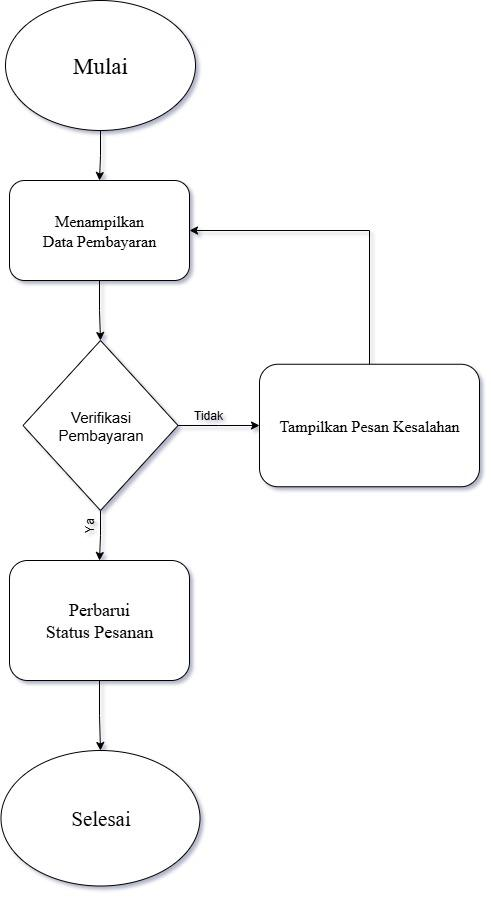 Mulai
Menampilkan
Data Pembayaran
Verifikasi
Pembayaran
Tidak
Tampilkan Pesan Kesalahan
Ya
Perbarui
Status Pesanan
Selesai